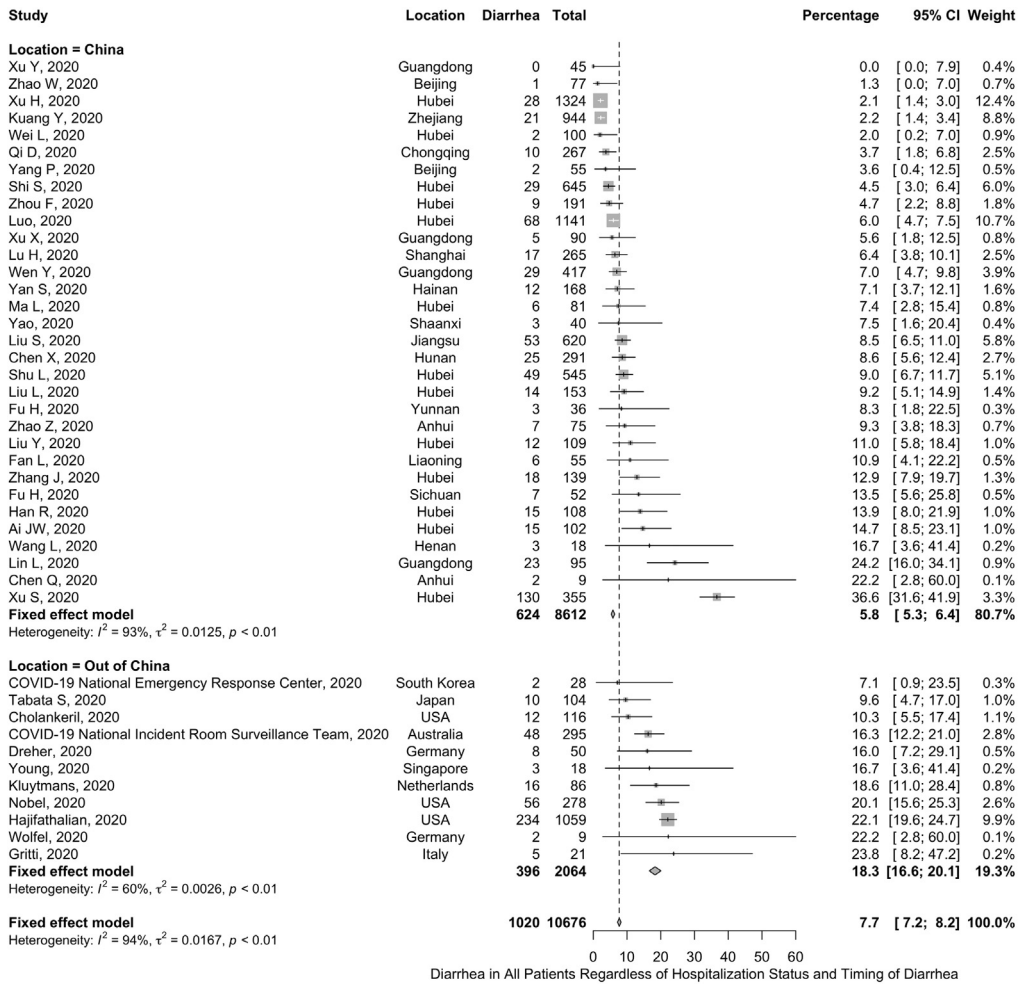 Study Location Diarrhea Total Percentage 95% CI Weight
Location = China
Xu Y, 2020 Guangdong 0 45 0.0 [ 0.0; 7.9] 0.4%
Zhao W, 2020 Beijing 1 77 1.3 [ 0.0; 7.0] 0.7%
Xu H, 2020 Hubei 28 1324 2.1 [ 1.4; 3.0] 12.4%
Kuang Y, 2020 Zhejiang 21 944 2.2 [ 1.4; 3.4] 8.8%
Wei L, 2020 Hubei 2 100 2.0 [ 0.2; 7.0] 0.9%
Qi D, 2020 Chongqing 10 267 3.7 [ 1.8; 6.8] 2.5%
Yang P, 2020 Beijing 2 55 3.6 [ 0.4; 12.5] 0.5%
Shi S, 2020 Hubei 29 645 4.5 [ 3.0; 6.4] 6.0%
Zhou F, 2020 Hubei 9 191 4.7 [ 2.2; 8.8] 1.8%
Luo, 2020 Hubei 68 1141 6.0 [ 4.7; 7.5] 10.7%
Xu X, 2020 Guangdong 5 90 5.6 [ 1.8; 12.5] 0.8%
Lu H, 2020 Shanghai 17 265 6.4 [ 3.8; 10.1] 2.5%
Wen Y, 2020 Guangdong 29 417 7.0 [ 4.7; 9.8] 3.9%
Yan S, 2020 Hainan 12 168 7.1 [ 3.7; 12.1] 1.6%
Ma L, 2020 Hubei 6 81 7.4 [ 2.8; 15.4] 0.8%
Yao, 2020 Shaanxi 3 40 7.5 [ 1.6; 20.4] 0.4%
Liu S, 2020 Jiangsu 53 620 8.5 [ 6.5; 11.0] 5.8%
Chen X, 2020 Hunan 25 291 8.6 [ 5.6; 12.4] 2.7%
Shu L, 2020 Hubei 49 545 9.0 [ 6.7; 11.7] 5.1%
Liu L, 2020 Hubei 14 153 9.2 [ 5.1; 14.9] 1.4%
Fu H, 2020 Yunnan 3 36 8.3 [ 1.8; 22.5] 0.3%
Zhao Z, 2020 Anhui 7 75 9.3 [ 3.8; 18.3] 0.7%
Liu Y, 2020 Hubei 12 109 11.0 [ 5.8; 18.4] 1.0%
Fan L, 2020 Liaoning 6 55 10.9 [ 4.1; 22.2] 0.5%
Zhang J, 2020 Hubei 18 139 12.9 [ 7.9; 19.7] 1.3%
Fu H, 2020 Sichuan 7 52 13.5 [ 5.6; 25.8] 0.5%
Han R, 2020 Hubei 15 108 13.9 [ 8.0; 21.9] 1.0%
Ai JW, 2020 Hubei 15 102 14.7 [ 8.5; 23.1] 1.0%
Wang L, 2020 Henan 3 18 16.7 [ 3.6; 41.4] 0.2%
Lin L, 2020 Guangdong 23 95 24.2 [16.0; 34.1] 0.9%
Chen Q, 2020 Anhui 2 9 22.2 [ 2.8; 60.0] 0.1%
Xu S, 2020 Hubei 130 355 36.6 [31.6; 41.9] 3.3%
Fixed effect model 624 8612 5.8 [ 5.3; 6.4] 80.7%
Heterogeneity: I² = 93%, τ² = 0.0125, p < 0.01
Location = Out of China
COVID-19 National Emergency Response Center, 2020 South Korea 2 28 7.1 [ 0.9; 23.5] 0.3%
Tabata S, 2020 Japan 10 104 9.6 [ 4.7; 17.0] 1.0%
Cholankeril, 2020 USA 12 116 10.3 [ 5.5; 17.4] 1.1%
COVID-19 National Incident Room Surveillance Team, 2020 Australia 48 295 16.3 [12.2; 21.0] 2.8%
Dreher, 2020 Germany 8 50 16.0 [ 7.2; 29.1] 0.5%
Young, 2020 Singapore 3 18 16.7 [ 3.6; 41.4] 0.2%
Kluytmans, 2020 Netherlands 16 86 18.6 [11.0; 28.4] 0.8%
Nobel, 2020 USA 56 278 20.1 [15.6; 25.3] 2.6%
Hajifathalian, 2020 USA 234 1059 22.1 [19.6; 24.7] 9.9%
Wolfel, 2020 Germany 2 9 22.2 [ 2.8; 60.0] 0.1%
Gritti, 2020 Italy 5 21 23.8 [ 8.2; 47.2] 0.2%
Fixed effect model 396 2064 18.3 [16.6; 20.1] 19.3%
Heterogeneity: I² = 60%, τ² = 0.0026, p < 0.01
Fixed effect model 1020 10676 7.7 [ 7.2; 8.2] 100.0%
Heterogeneity: I² = 94%, τ² = 0.0167, p < 0.01
0 10 20 30 40 50 60
Diarrhea in All Patients Regardless of Hospitalization Status and Timing of Diarrhea